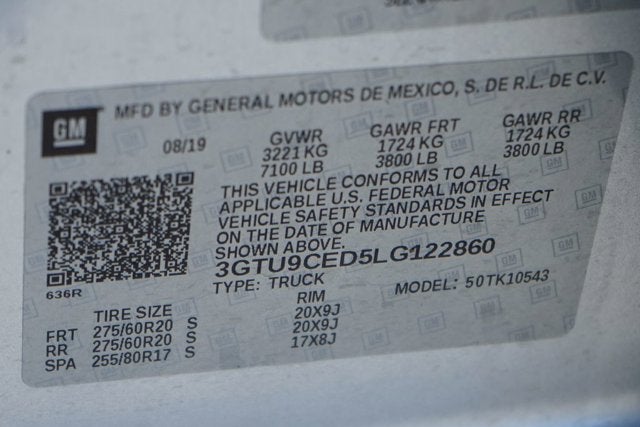 GM
MFD BY GENERAL MOTORS DE MEXICO, S. DE R.L. DE C.V.
08/19
GVWR GAWR FRT GAWR RR
3221 KG 1724 KG 1724 KG
7100 LB 3800 LB 3800 LB
THIS VEHICLE CONFORMS TO ALL
APPLICABLE U.S. FEDERAL MOTOR
VEHICLE SAFETY STANDARDS IN EFFECT
ON THE DATE OF MANUFACTURE
SHOWN ABOVE.
3GTU9CED5LG122860
TYPE: TRUCK MODEL: 50TK10543
636R
TIRE SIZE RIM
FRT 275/60R20 S 20X9J
RR 275/60R20 S 20X9J
SPA 255/80R17 S 17X8J